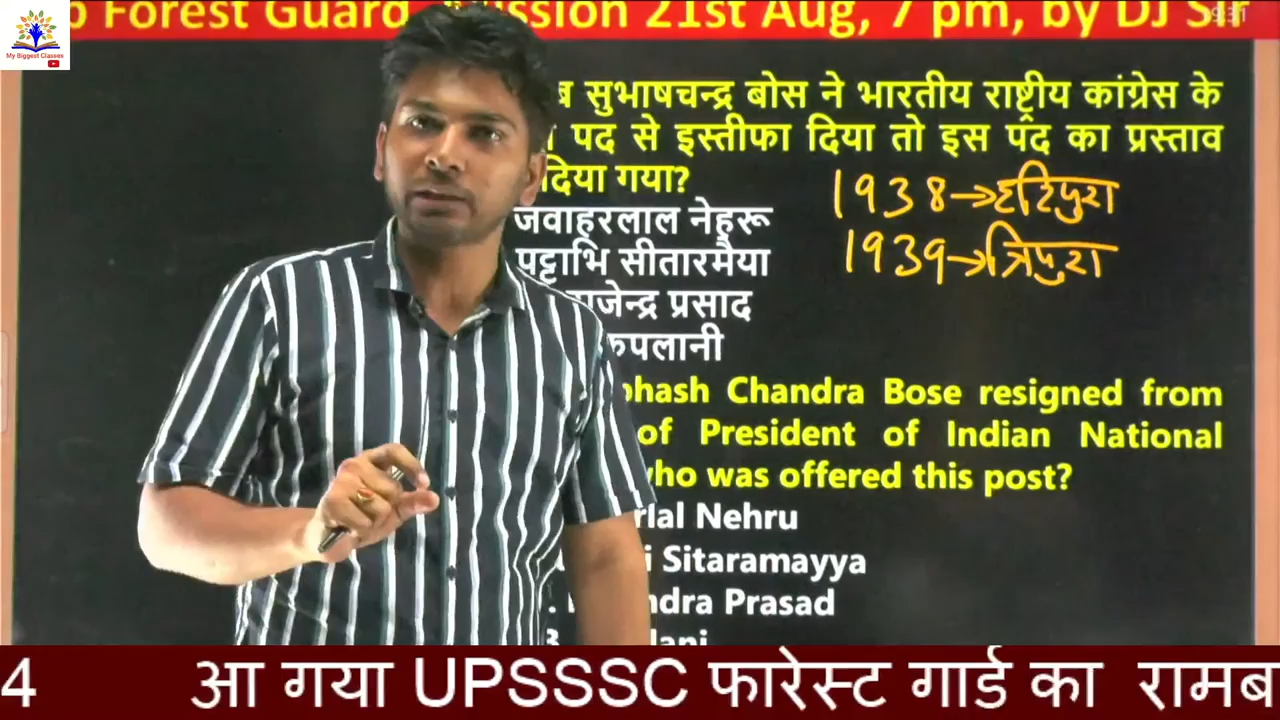 Forest Guard
ssion 21st Aug, 7 pm, by DJ S
My Biggest Classes
सुभाषचन्द्र बोस ने भारतीय राष्ट्रीय कांग्रेस के
पद से इस्तीफा दिया तो इस पद का प्रस्ताव
दिया गया?
1938→हरिपुरा
1939→त्रिपुरा
जवाहरलाल नेहरू
पट्टाभि सीतारमैया
राजेन्द्र प्रसाद
कृपलानी
bhash Chandra Bose resigned from
of President of Indian National
who was offered this post?
rlal Nehru
i Sitaramayya
ndra Prasad
lani
4 आ गया UPSSSC फारेस्ट गार्ड का रामब